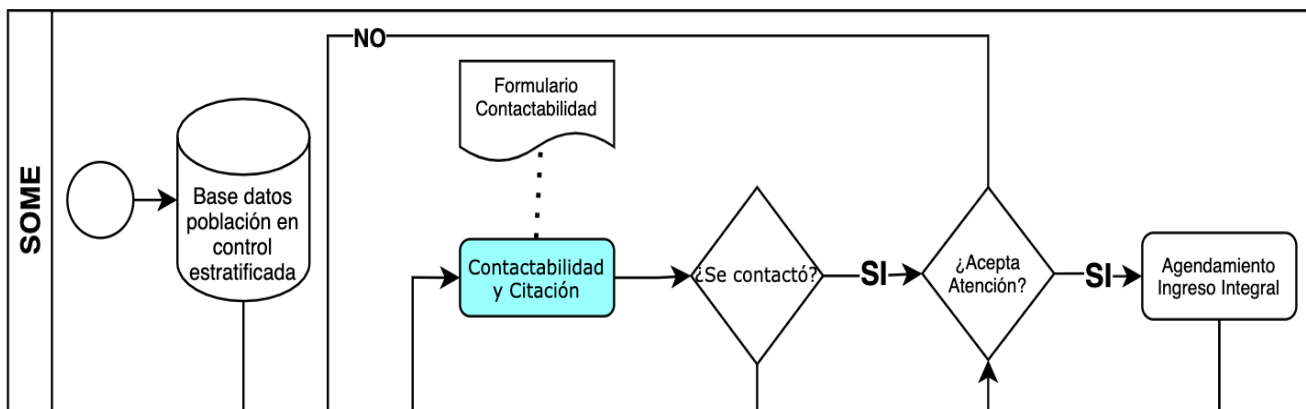 SOME
NO
Formulario
Contactabilidad
Base datos
población en
control
estratificada
Contactabilidad
y Citación
¿Se contactó?
SI
¿Acepta
Atención?
SI
Agendamiento
Ingreso Integral